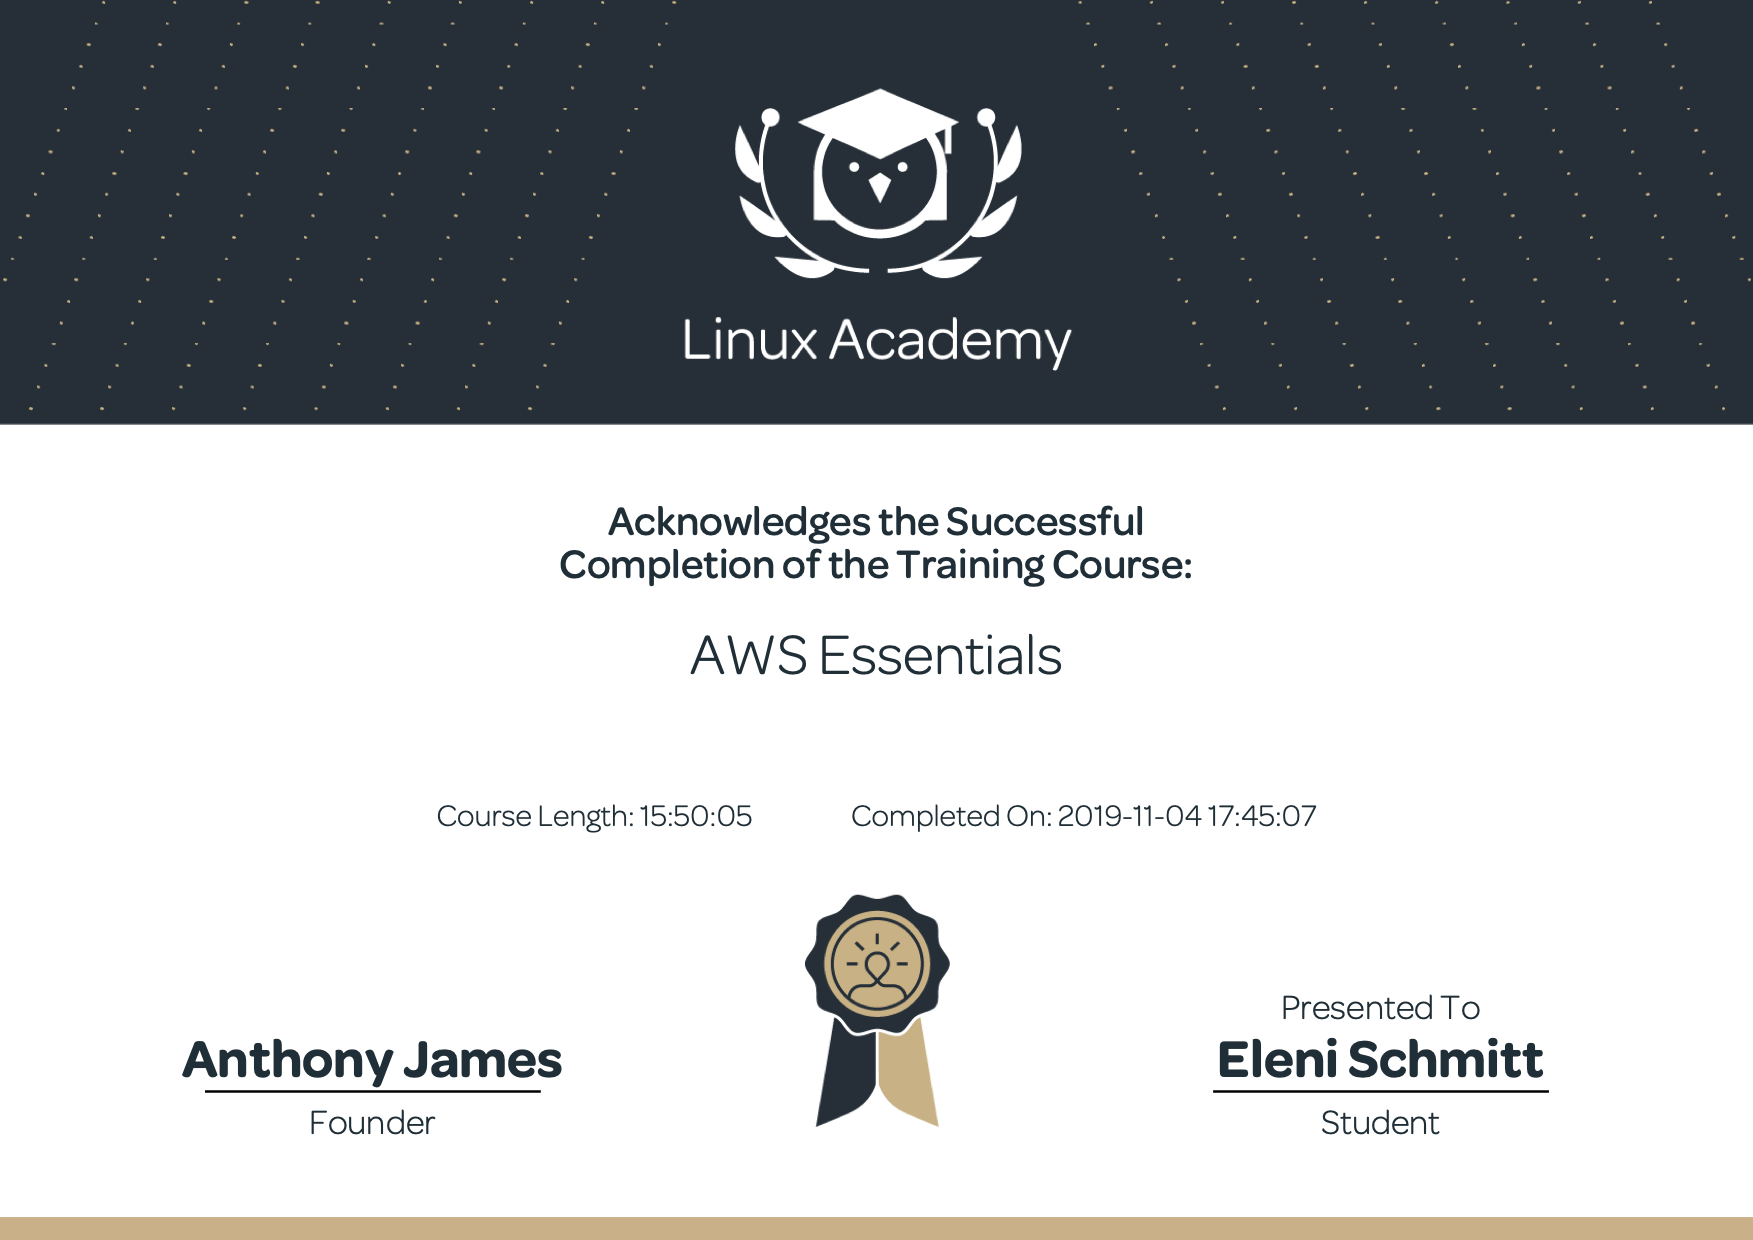 Linux Academy
Acknowledges the Successful
Completion of the Training Course:
AWS Essentials
Course Length: 15:50:05
Completed On: 2019-11-04 17:45:07
Anthony James
Founder
Presented To
Eleni Schmitt
Student